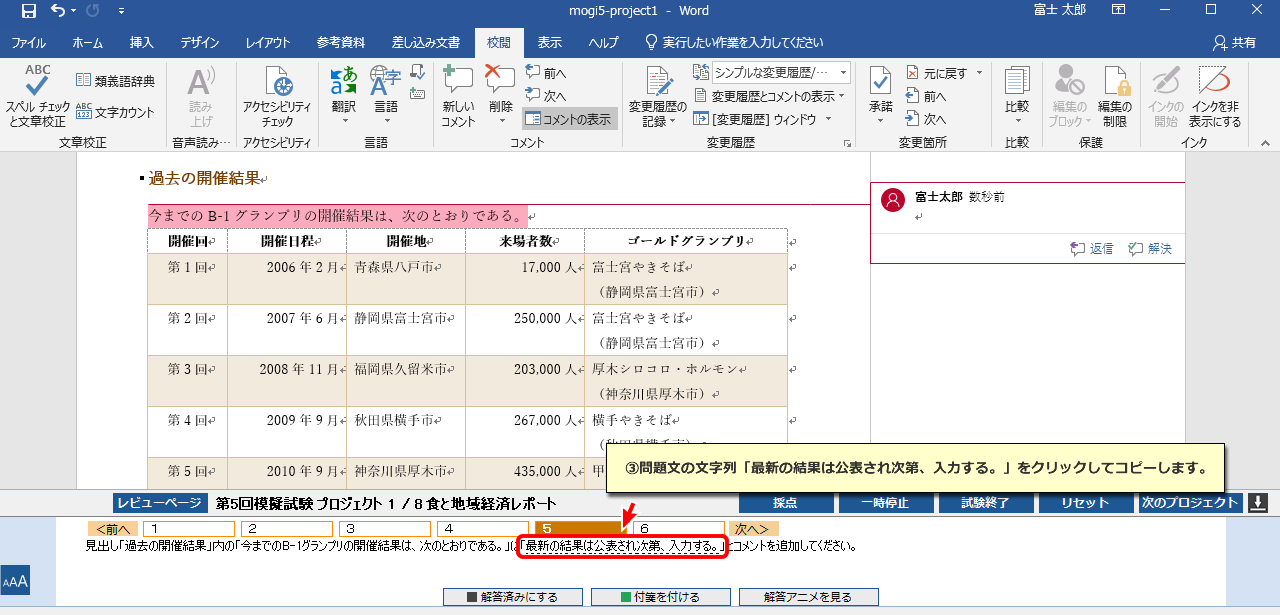 mogi5-project1 - Word
富士 太郎
ファイル ホーム 挿入 デザイン レイアウト 参考資料 差し込み文書 校閲 表示 ヘルプ 実行したい作業を入力してください 共有
ABC
スペル チェック
と文章校正
類義語辞典
ABC
123
文字カウント
文章校正
A
読み
上げ
音声読み…
アクセシビリティ
チェック
アクセシビリティ
翻訳
言語
言語
新しい
コメント
削除
前へ
次へ
コメントの表示
コメント
変更履歴の
記録
シンプルな変更履歴/…
変更履歴とコメントの表示
[変更履歴] ウィンドウ
変更履歴
承諾
元に戻す
前へ
次へ
変更箇所
比較
比較
編集の
ブロック
編集の
制限
保護
インクの
開始
インクを非
表示にする
インク
過去の開催結果
今までの B-1 グランプリの開催結果は、次のとおりである。
開催回 開催日程 開催地 来場者数 ゴールドグランプリ
第 1 回 2006 年 2 月 青森県八戸市 17,000 人 富士宮やきそば
（静岡県富士宮市）
第 2 回 2007 年 6 月 静岡県富士宮市 250,000 人 富士宮やきそば
（静岡県富士宮市）
第 3 回 2008 年 11 月 福岡県久留米市 203,000 人 厚木シロコロ・ホルモン
（神奈川県厚木市）
第 4 回 2009 年 9 月 秋田県横手市 267,000 人 横手やきそば
第 5 回 2010 年 9 月 神奈川県厚木市 435,000 人 甲
富士太郎 数秒前
返信 解決
③問題文の文字列「最新の結果は公表され次第、入力する。」をクリックしてコピーします。
レビューページ 第5回模擬試験 プロジェクト 1 / 8 食と地域経済レポート 採点 一時停止 試験終了 リセット 次のプロジェクト
<前へ 1 2 3 4 5 6 次へ>
見出し「過去の開催結果」内の「今までのB-1グランプリの開催結果は、次のとおりである。」に「最新の結果は公表され次第、入力する。」とコメントを追加してください。
AAA
解答済みにする 付箋を付ける 解答アニメを見る